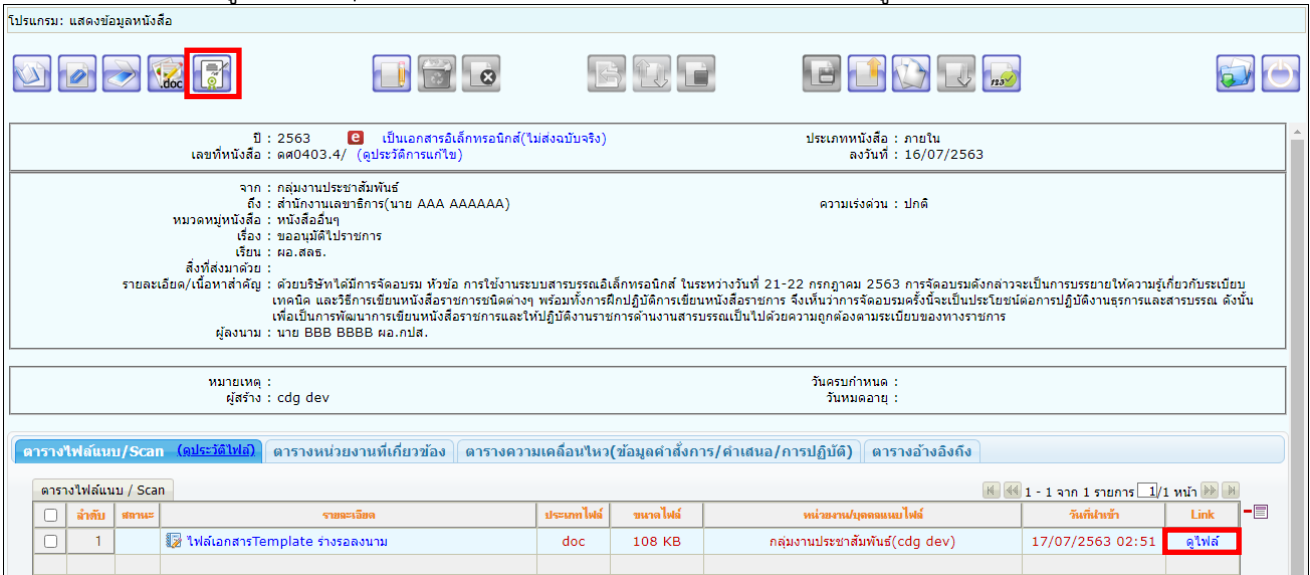 โปรแกรม: แสดงข้อมูลหนังสือ
.doc
ปี : 2563 e เป็นเอกสารอิเล็กทรอนิกส์(ไม่ส่งฉบับจริง) ประเภทหนังสือ : ภายใน
เลขที่หนังสือ : ดศ0403.4/ (ดูประวัติการแก้ไข) ลงวันที่ : 16/07/2563
จาก : กลุ่มงานประชาสัมพันธ์
ถึง : สำนักงานเลขาธิการ(นาย AAA AAAAAA) ความเร่งด่วน : ปกติ
หมวดหมู่หนังสือ : หนังสืออื่นๆ
เรื่อง : ขออนุมัติไปราชการ
เรียน : ผอ.สลธ.
สิ่งที่ส่งมาด้วย :
รายละเอียด/เนื้อหาสำคัญ : ด้วยบริษัทได้มีการจัดอบรม หัวข้อ การใช้งานระบบสารบรรณอิเล็กทรอนิกส์ ในระหว่างวันที่ 21-22 กรกฎาคม 2563 การจัดอบรมดังกล่าวจะเป็นการบรรยายให้ความรู้เกี่ยวกับระเบียบ
เทคนิค และวิธีการเขียนหนังสือราชการชนิดต่างๆ พร้อมทั้งการฝึกปฏิบัติการเขียนหนังสือราชการ จึงเห็นว่าการจัดอบรมครั้งนี้จะเป็นประโยชน์ต่อการปฏิบัติงานธุรการและสารบรรณ ดังนั้น
เพื่อเป็นการพัฒนาการเขียนหนังสือราชการและให้ปฏิบัติงานราชการด้านงานสารบรรณเป็นไปด้วยความถูกต้องตามระเบียบของทางราชการ
ผู้ลงนาม : นาย BBB BBBB ผอ.กปส.
หมายเหตุ : วันครบกำหนด :
ผู้สร้าง : cdg dev วันหมดอายุ :
ตารางไฟล์แนบ/Scan (ดูประวัติไฟล์) ตารางหน่วยงานที่เกี่ยวข้อง ตารางความเคลื่อนไหว(ข้อมูลคำสั่งการ/คำเสนอ/การปฏิบัติ) ตารางอ้างอิงถึง
ตารางไฟล์แนบ / Scan 1 - 1 จาก 1 รายการ 1/1 หน้า
ลำดับ สถานะ รายละเอียด ประเภทไฟล์ ขนาดไฟล์ หน่วยงาน/บุคคลแนบไฟล์ วันที่นำเข้า Link
1 ไฟล์เอกสารTemplate ร่างรอลงนาม doc 108 KB กลุ่มงานประชาสัมพันธ์(cdg dev) 17/07/2563 02:51 ดูไฟล์